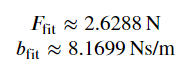 F_fit ≈ 2.6288 N
b_fit ≈ 8.1699 Ns/m